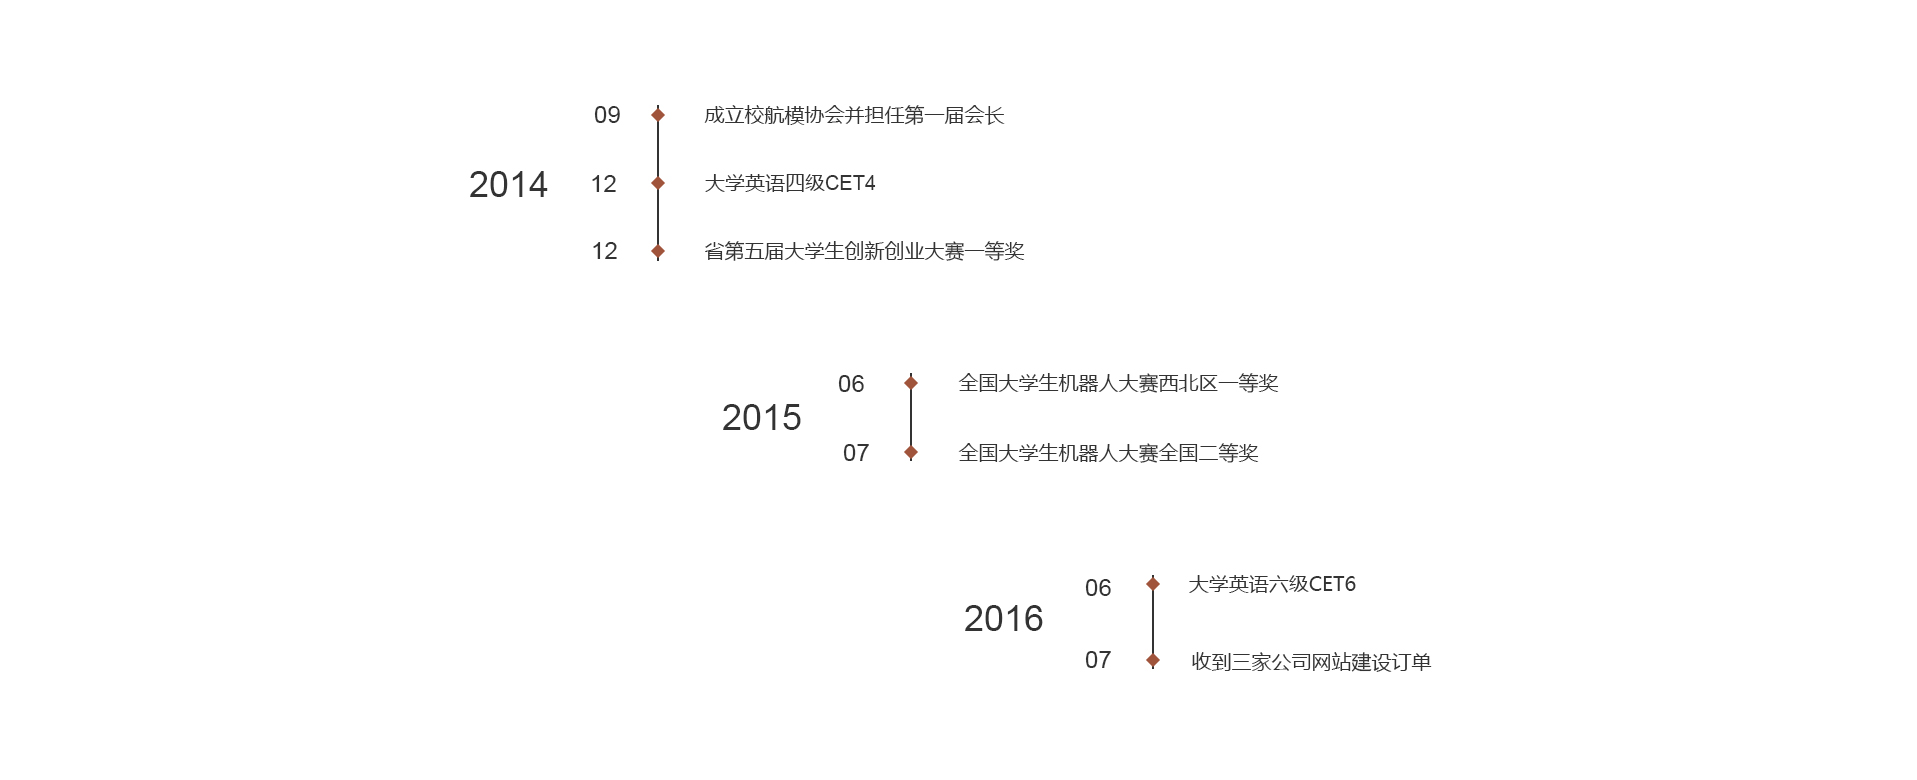 09 成立校航模协会并担任第一届会长
2014 12 大学英语四级CET4
12 省第五届大学生创新创业大赛一等奖
06 全国大学生机器人大赛西北区一等奖
2015
07 全国大学生机器人大赛全国二等奖
06 大学英语六级CET6
2016
07 收到三家公司网站建设订单